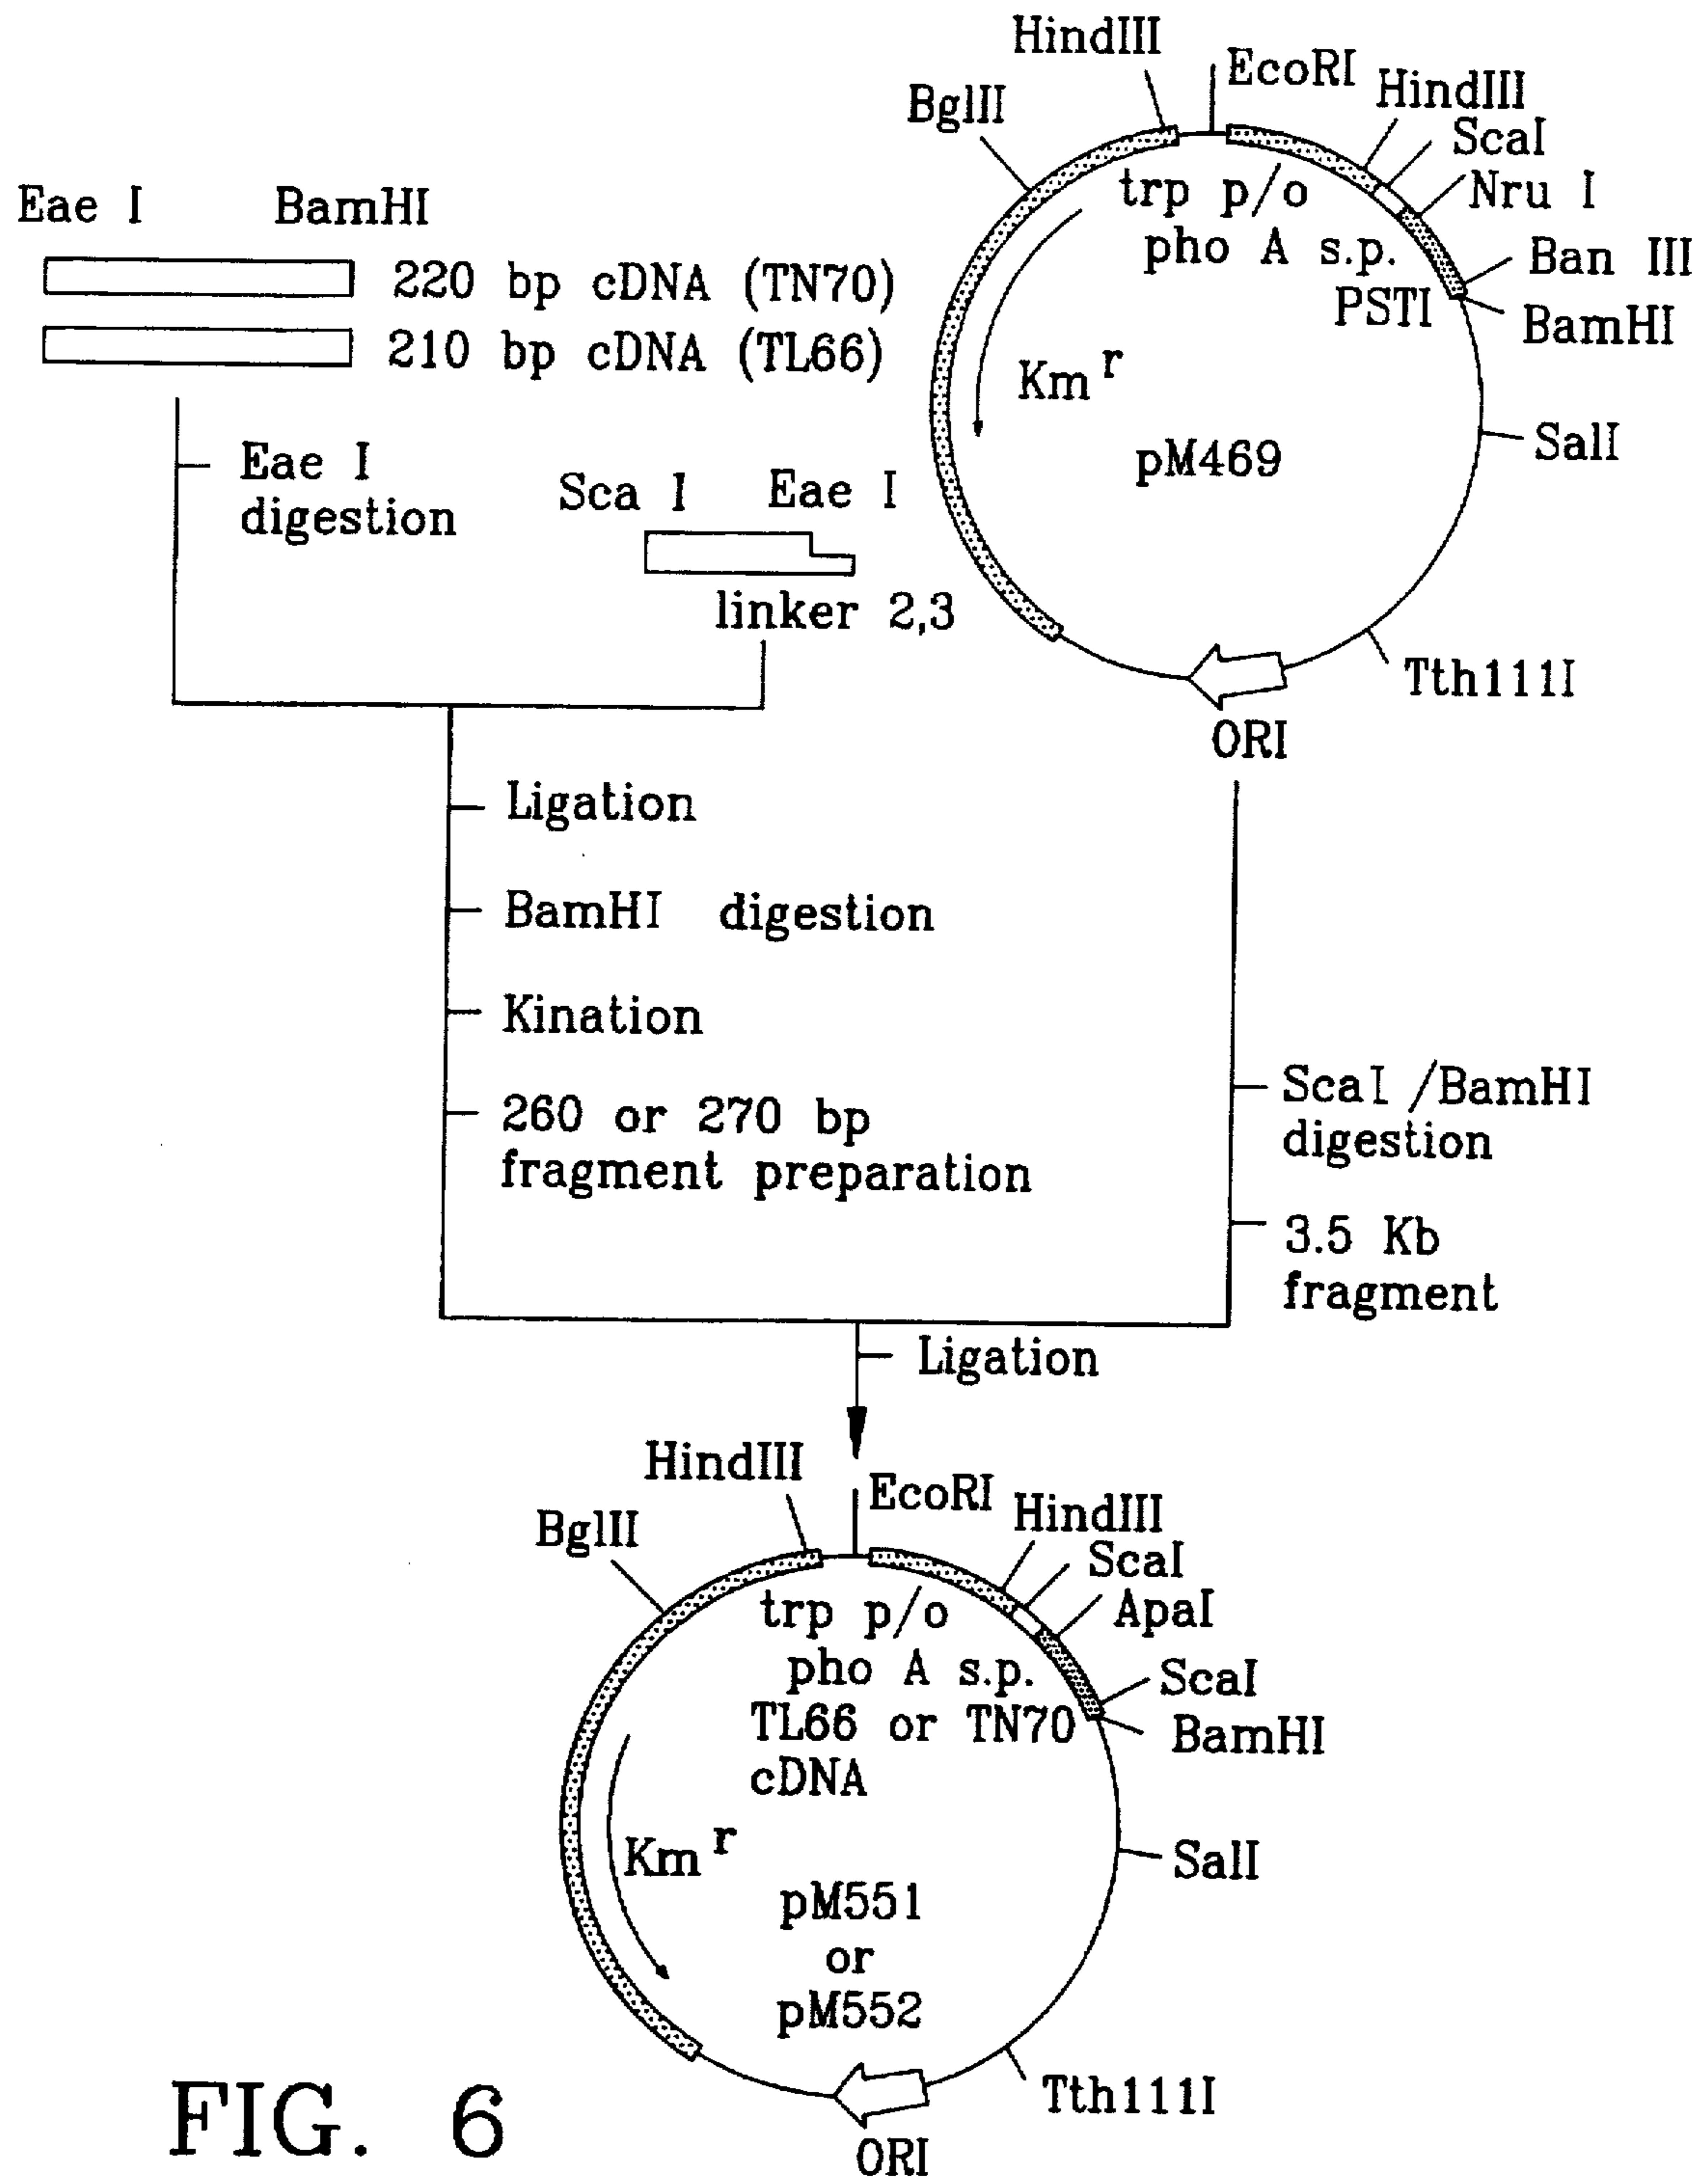 HindIII
EcoRI
BglII
HindIII
ScaI
Nru I
Eae I BamHI
trp p/o
pho A s.p.
Ban III
220 bp cDNA (TN70)
PSTI
BamHI
210 bp cDNA (TL66)
Km r
pM469
SalI
Eae I
digestion
Sca I Eae I
linker 2,3
Tth111I
ORI
Ligation
BamHI digestion
Kination
260 or 270 bp
fragment preparation
ScaI /BamHI
digestion
3.5 Kb
fragment
Ligation
HindIII
EcoRI
BglII
HindIII
ScaI
ApaI
trp p/o
pho A s.p.
ScaI
TL66 or TN70
cDNA
BamHI
Km r
SalI
pM551
or
pM552
Tth111I
ORI
FIG. 6